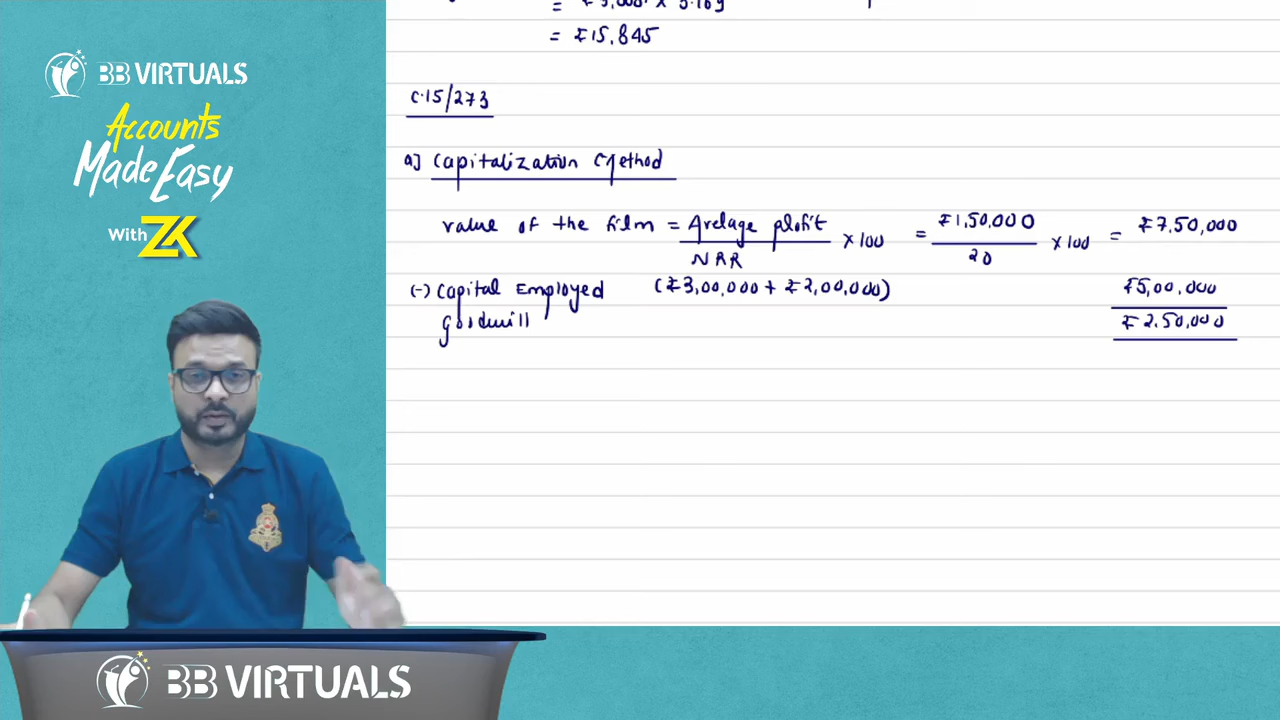 BB VIRTUALS
Accounts
Made Easy
With ZK
= ₹15,845
C.15/273
a] Capitalization Method
value of the film = Average profit / NRR × 100 = ₹1,50,000 / 20 × 100 = ₹7,50,000
(-) Capital Employed (₹3,00,000 + ₹2,00,000) ₹5,00,000
goodwill ₹2,50,000
BB VIRTUALS